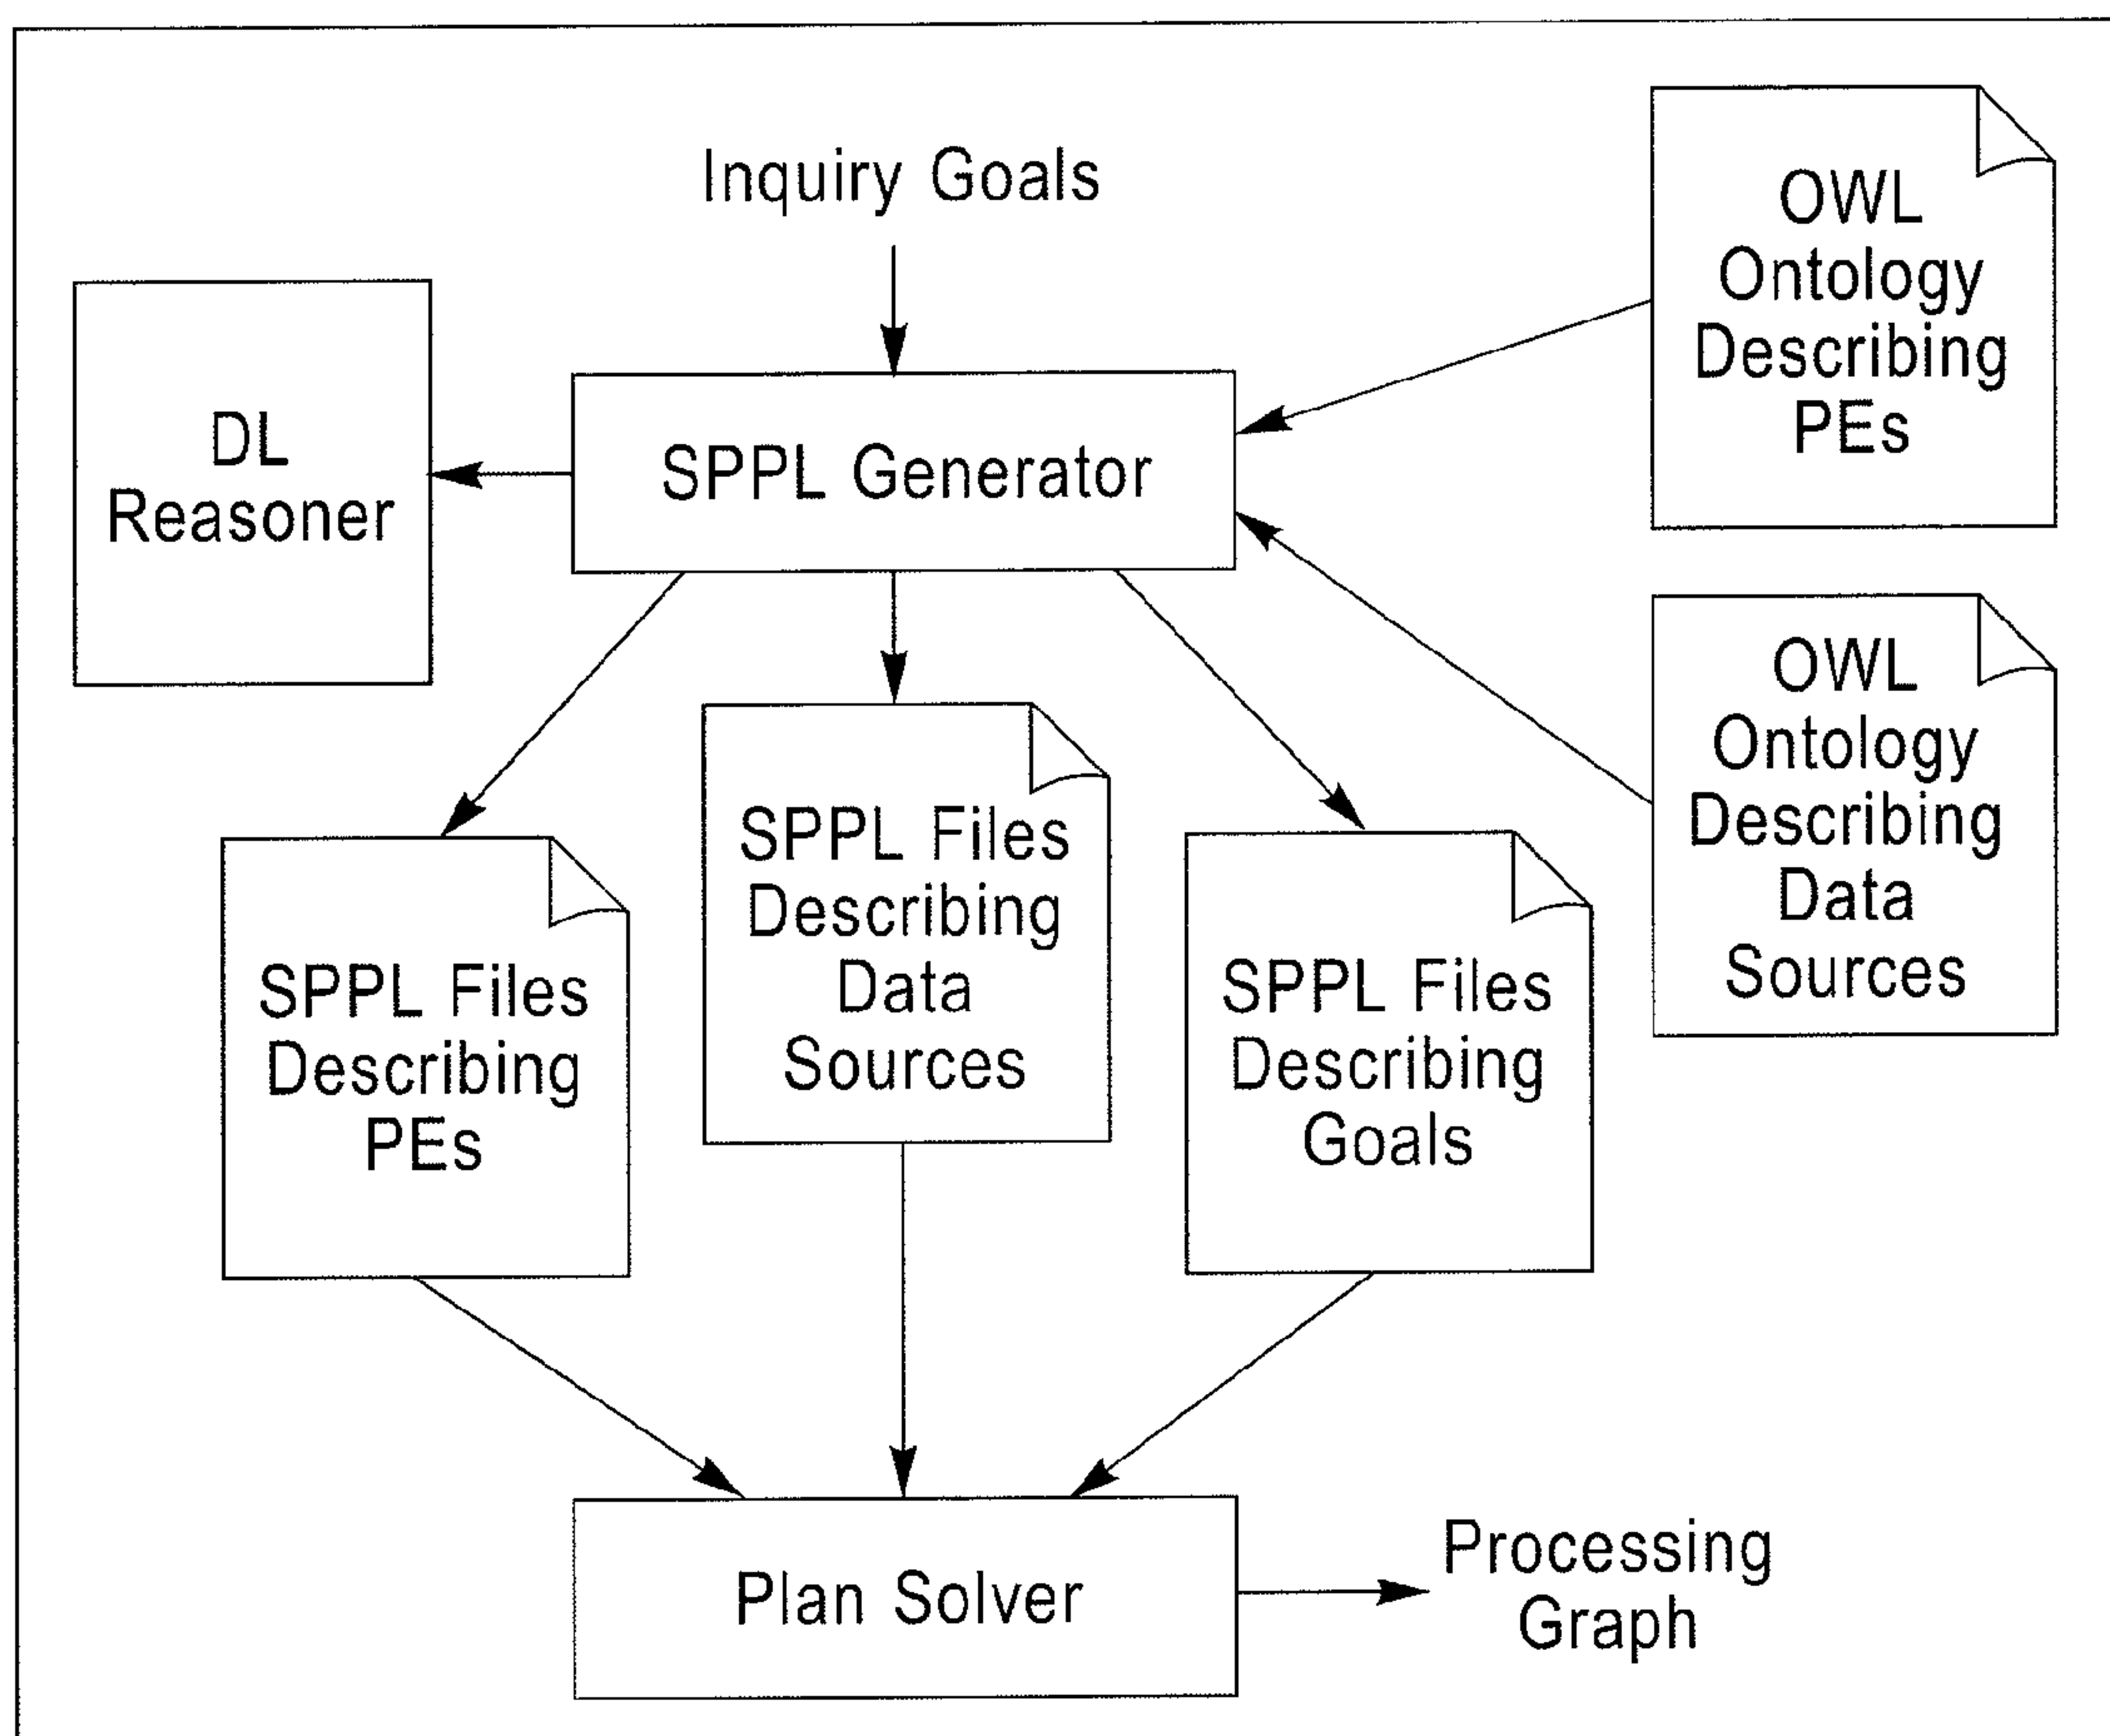 Inquiry Goals
OWL
Ontology
Describing
PEs
DL
Reasoner
SPPL Generator
OWL
Ontology
Describing
Data
Sources
SPPL Files
Describing
PEs
SPPL Files
Describing
Data
Sources
SPPL Files
Describing
Goals
Plan Solver
Processing
Graph